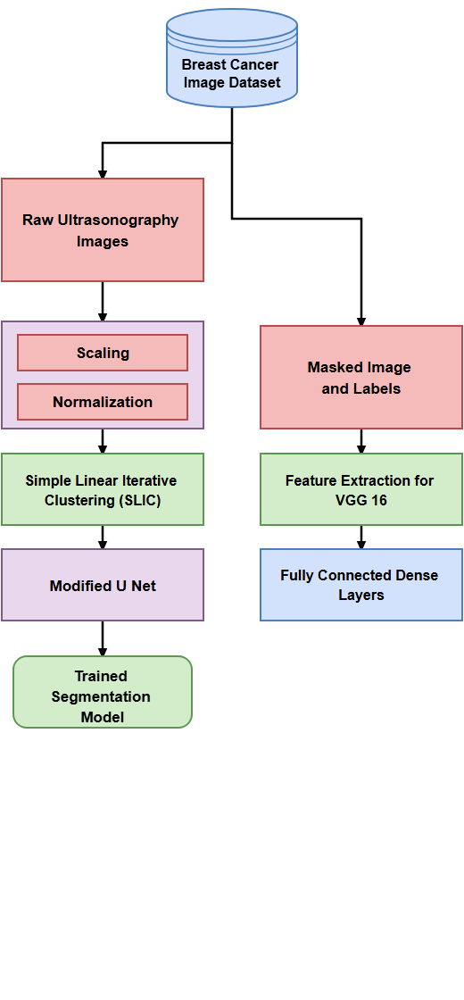 Breast Cancer
Image Dataset
Raw Ultrasonography
Images
Scaling
Normalization
Simple Linear Iterative
Clustering (SLIC)
Modified U Net
Trained
Segmentation
Model
Masked Image
and Labels
Feature Extraction for
VGG 16
Fully Connected Dense
Layers